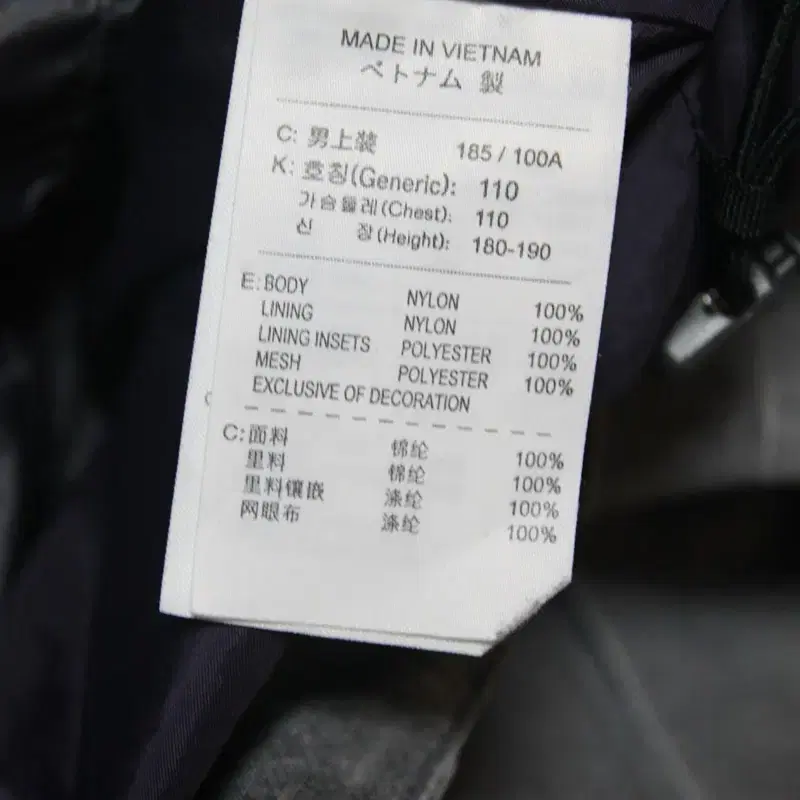 MADE IN VIETNAM
ベトナム 製
C: 男上装 185 / 100A
K: 호칭(Generic): 110
가슴둘레(Chest): 110
신 장(Height): 180-190
E: BODY NYLON 100%
LINING NYLON 100%
LINING INSETS POLYESTER 100%
MESH POLYESTER 100%
EXCLUSIVE OF DECORATION
C: 面料 锦纶 100%
里料 锦纶 100%
里料镶嵌 涤纶 100%
网眼布 涤纶 100%